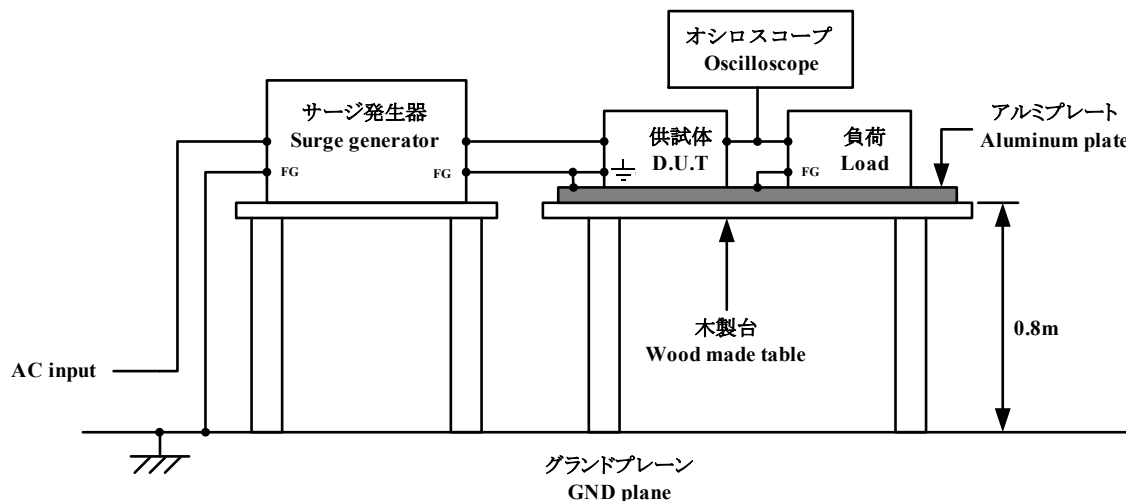 オシロスコープ
Oscilloscope
サージ発生器
Surge generator
FG
FG
供試体
D.U.T
負荷
Load
FG
アルミプレート
Aluminum plate
木製台
Wood made table
0.8m
AC input
グランドプレーン
GND plane